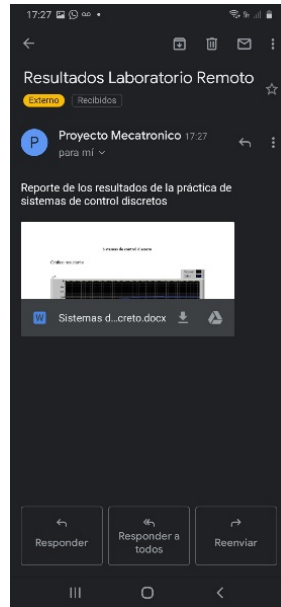 17:27
Resultados Laboratorio Remoto
Externo Recibidos
P
Proyecto Mecatronico 17:27
para mí
Reporte de los resultados de la práctica de
sistemas de control discretos
W Sistemas d...creto.docx
Responder
Responder a
todos
Reenviar